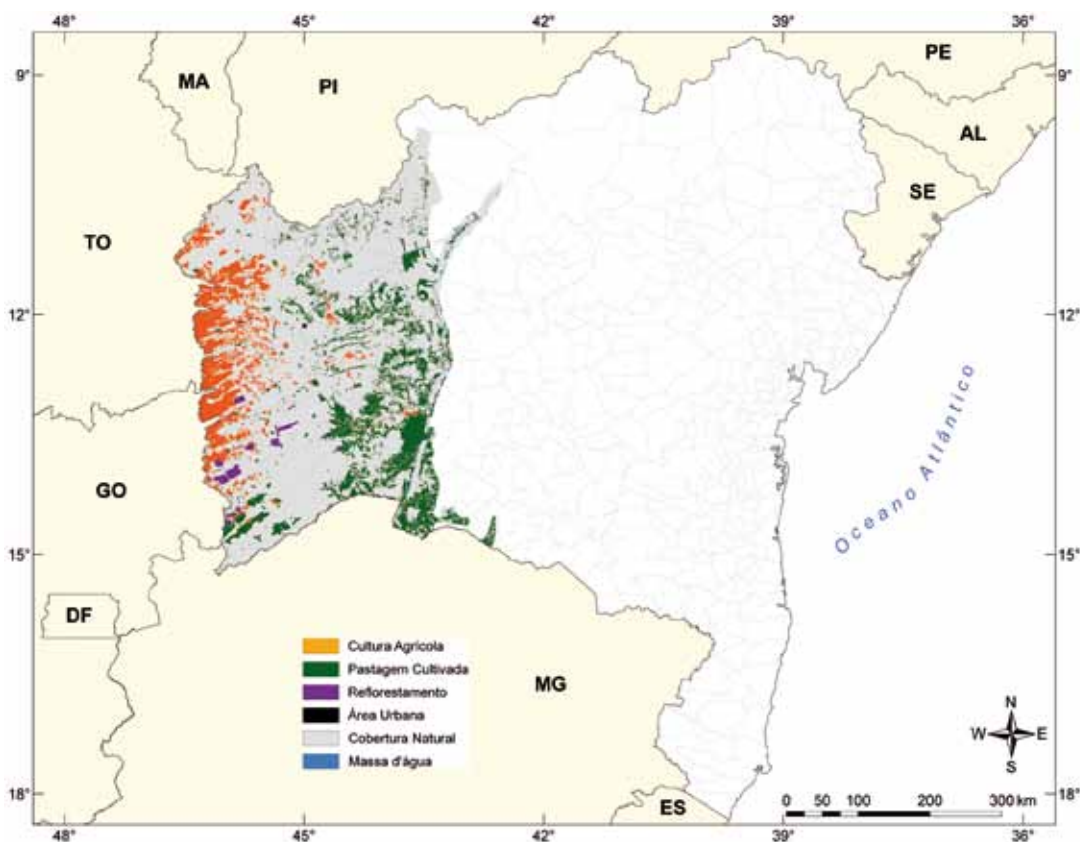 48° 45° 42° 39° 36°
9° 9°
MA
PI
PE
AL
SE
TO
12° 12°
Oceano Atlântico
GO
15° 15°
DF
Cultura Agrícola
Pastagem Cultivada
Reflorestamento
Área Urbana
Cobertura Natural
Massa d'água
MG
N
W E
S
18° 18°
ES
0 50 100 200 300 km
48° 45° 42° 39° 36°